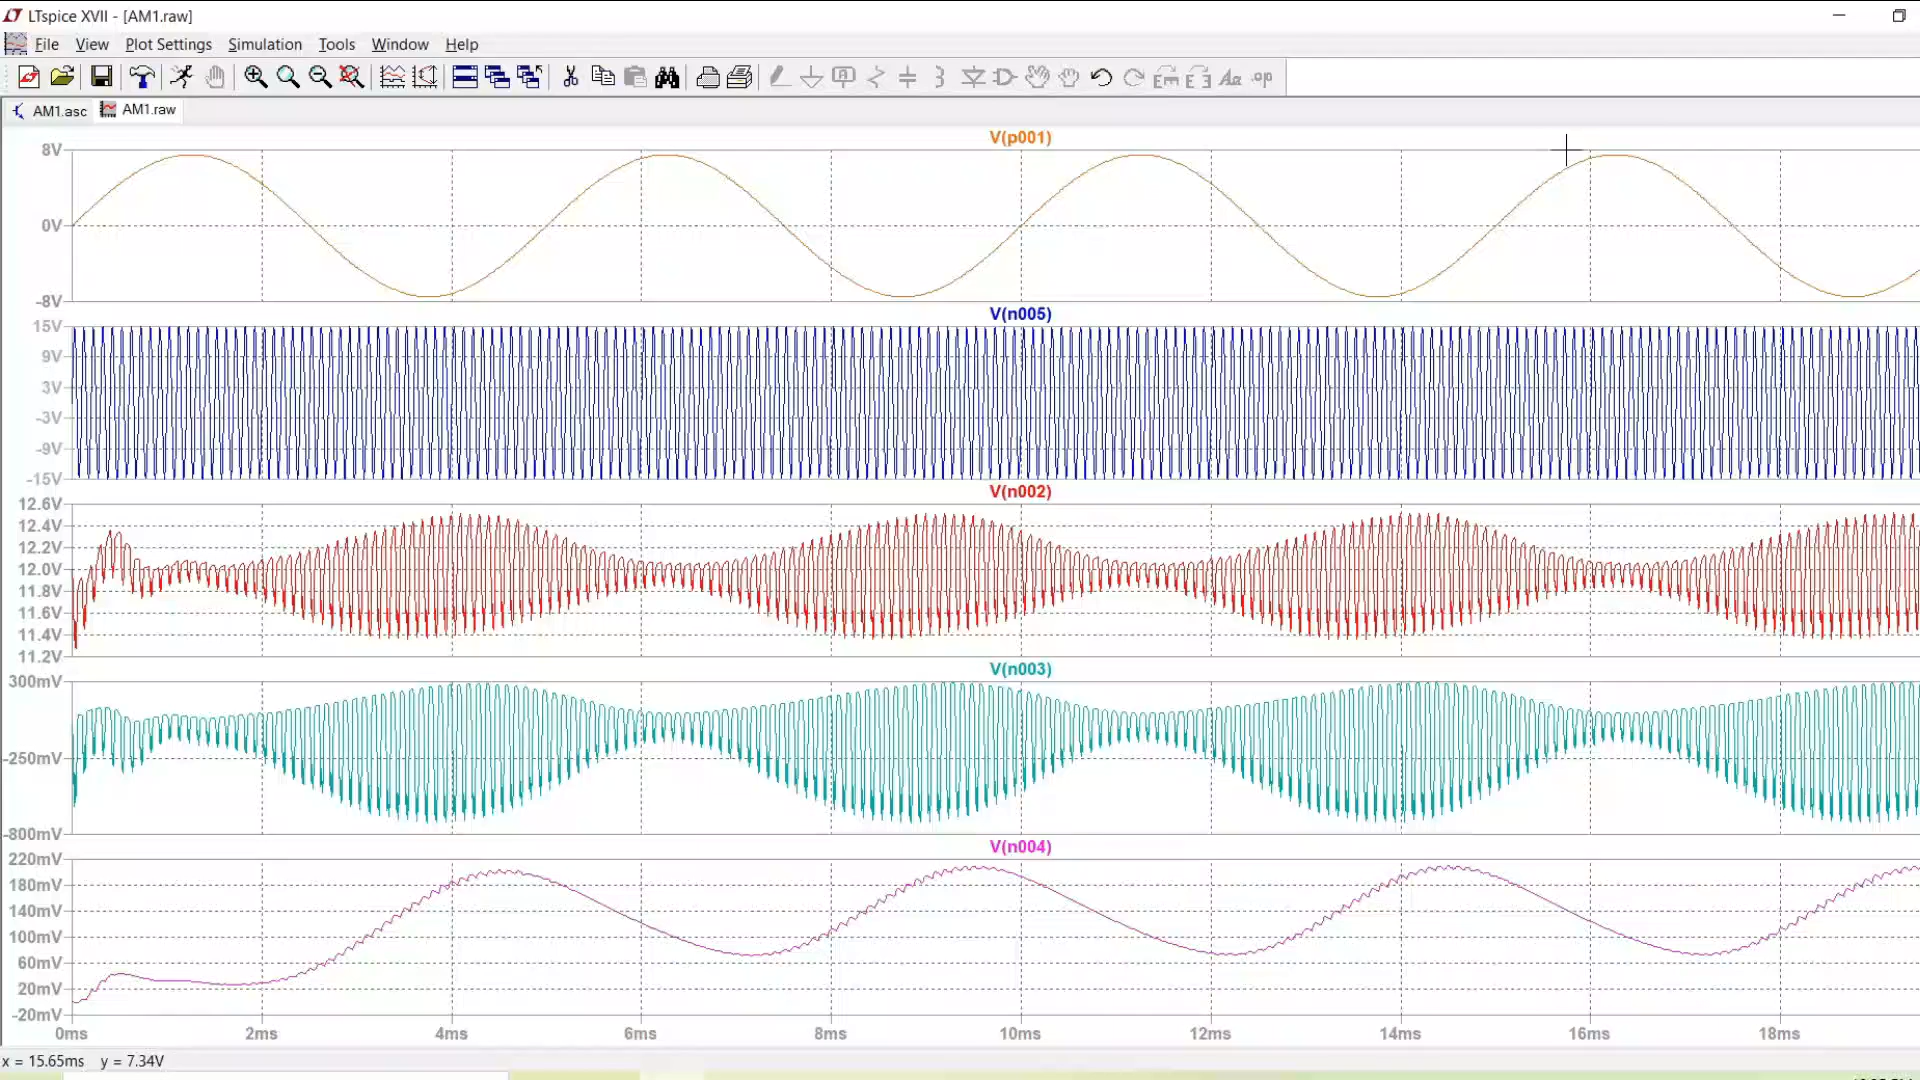 LTspice XVII - [AM1.raw]
File View Plot Settings Simulation Tools Window Help
AM1.asc AM1.raw
V(p001)
8V
0V
-8V
V(n005)
15V
9V
3V
-3V
-9V
-15V
V(n002)
12.6V
12.4V
12.2V
12.0V
11.8V
11.6V
11.4V
11.2V
V(n003)
300mV
-250mV
-800mV
V(n004)
220mV
180mV
140mV
100mV
60mV
20mV
-20mV
0ms 2ms 4ms 6ms 8ms 10ms 12ms 14ms 16ms 18ms
x = 15.65ms y = 7.34V